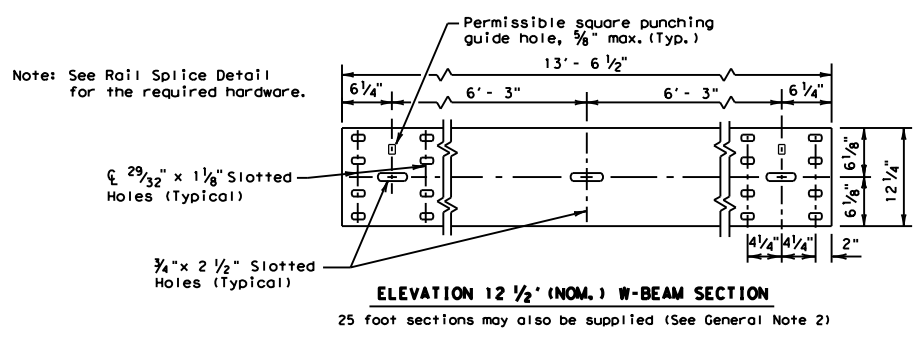 Permissible square punching
guide hole, 5/8" max. (Typ.)
13' - 6 1/2"
Note: See Rail Splice Detail
for the required hardware.
6 1/4"
6' - 3"
6' - 3"
6 1/4"
℄ 29/32" x 1 1/8" Slotted
Holes (Typical)
6 1/8"
6 1/8"
12 1/4"
4 1/4"
4 1/4"
2"
3/4"x 2 1/2" Slotted
Holes (Typical)
ELEVATION 12 1/2' (NOM.) W-BEAM SECTION
25 foot sections may also be supplied (See General Note 2)